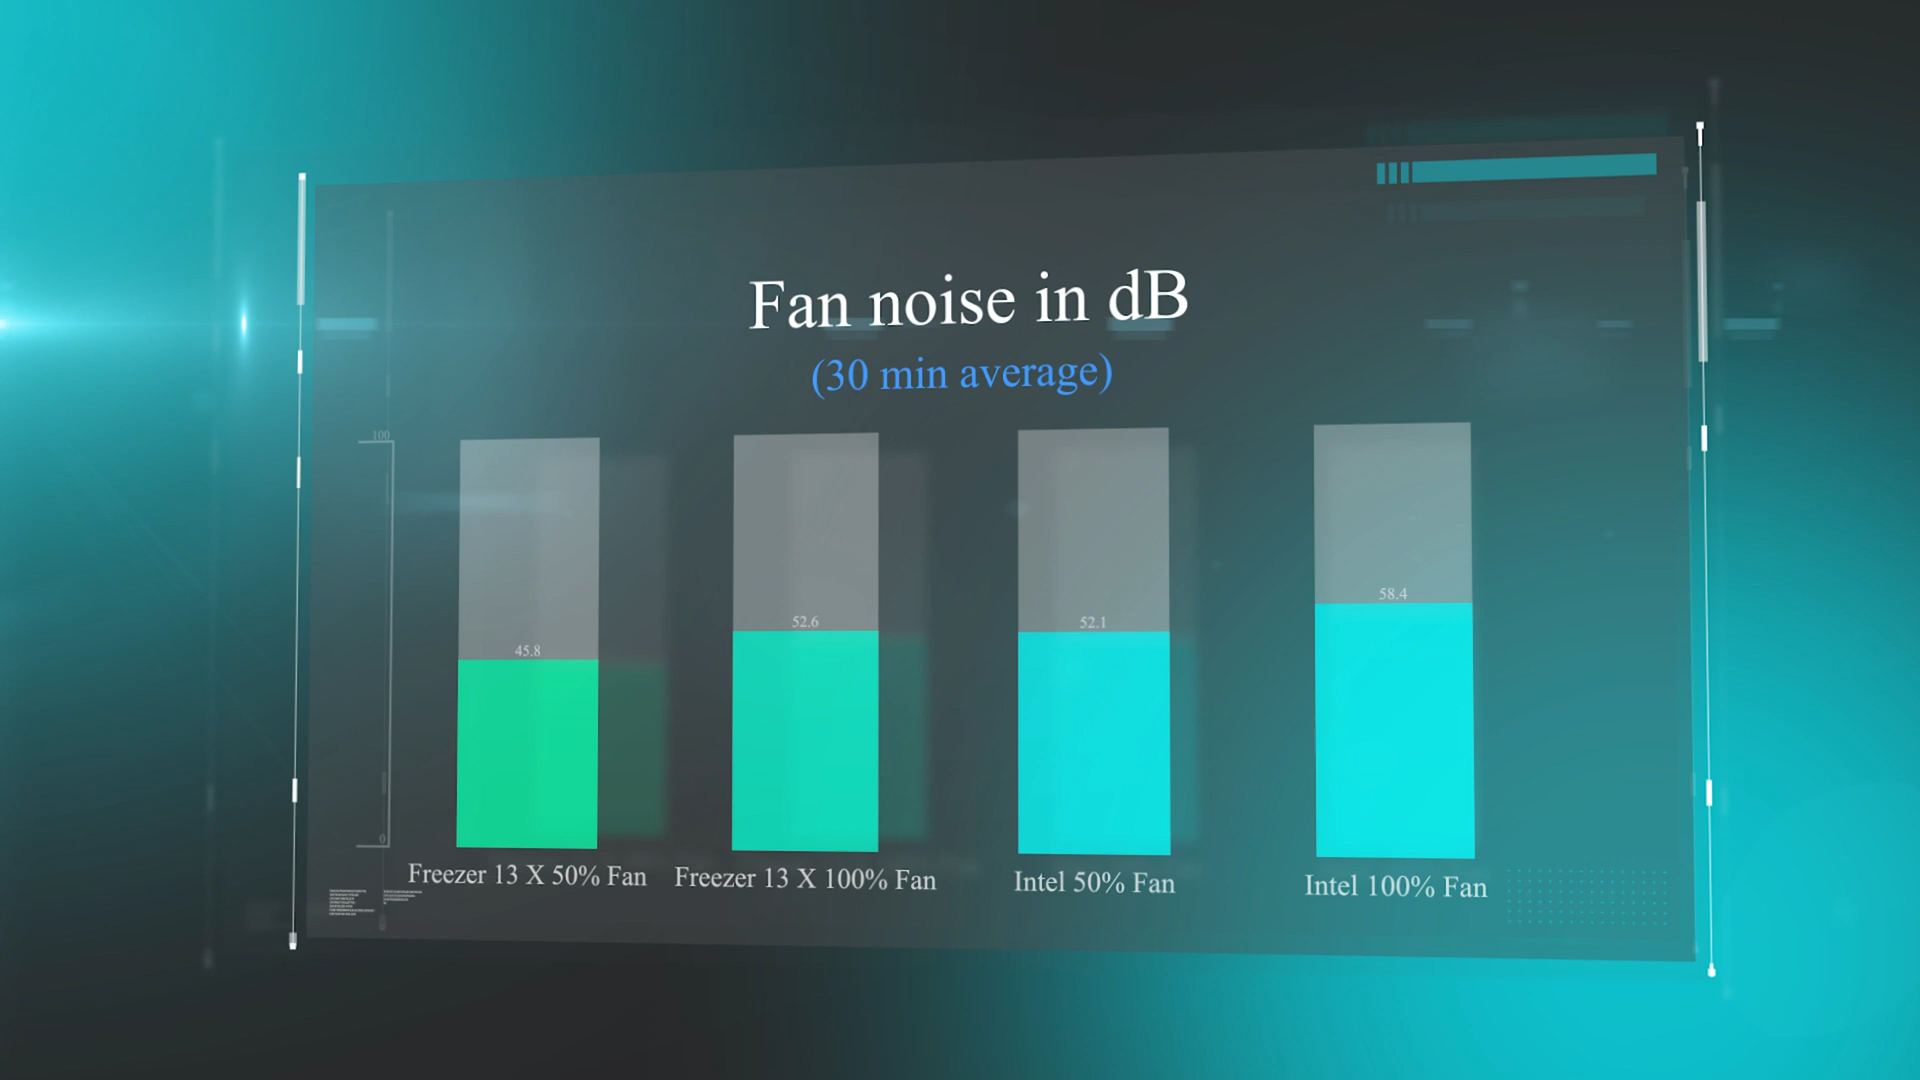 Fan noise in dB
(30 min average)
100
45.8
52.6
52.1
58.4
0
Freezer 13 X 50% Fan
Freezer 13 X 100% Fan
Intel 50% Fan
Intel 100% Fan